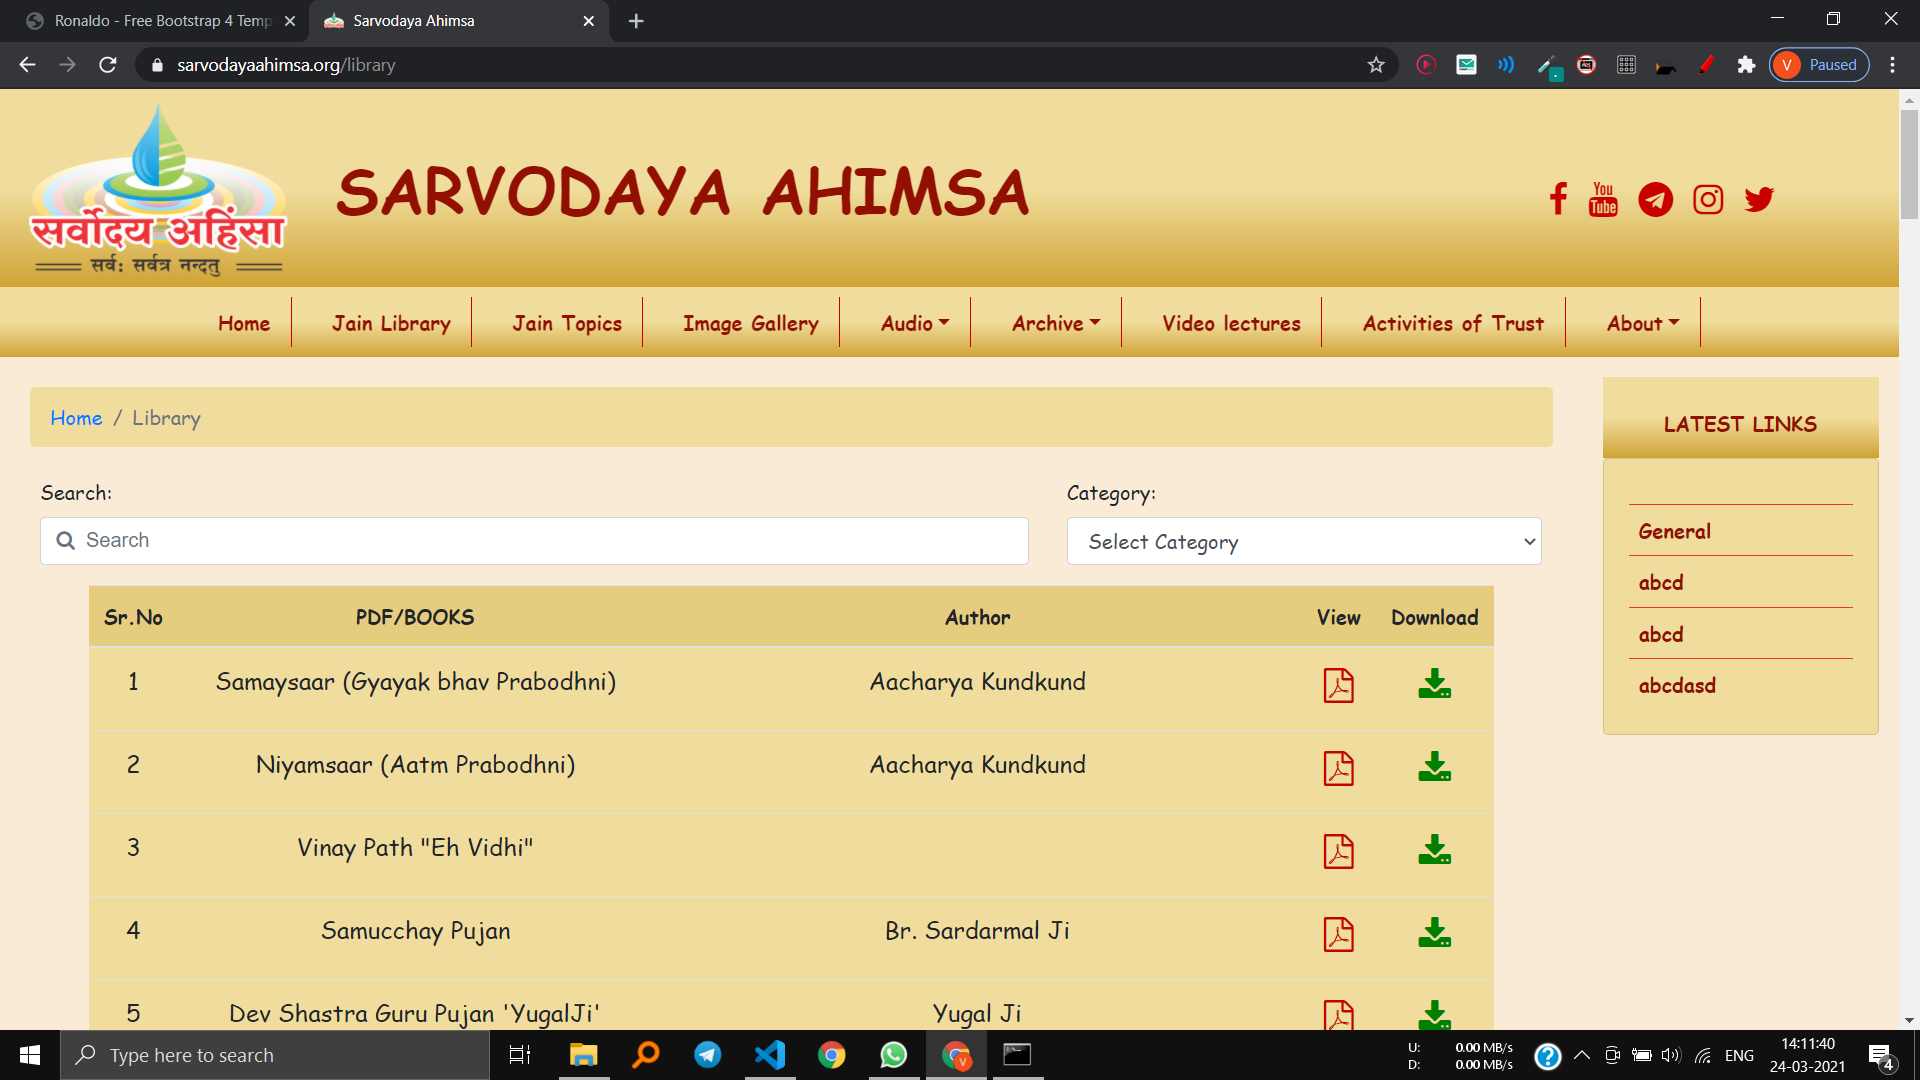 Ronaldo - Free Bootstrap 4 Temp
Sarvodaya Ahimsa
sarvodayaahimsa.org/library
V Paused
सर्वोदय अहिंसा
सर्वः सर्वत्र नन्दतु
SARVODAYA AHIMSA
You
Tube
Home
Jain Library
Jain Topics
Image Gallery
Audio
Archive
Video lectures
Activities of Trust
About
Home / Library
LATEST LINKS
General
abcd
abcd
abcdasd
Search:
Search
Category:
Select Category
Sr.No PDF/BOOKS Author View Download
1 Samaysaar (Gyayak bhav Prabodhni) Aacharya Kundkund
2 Niyamsaar (Aatm Prabodhni) Aacharya Kundkund
3 Vinay Path "Eh Vidhi"
4 Samucchay Pujan Br. Sardarmal Ji
5 Dev Shastra Guru Pujan 'YugalJi' Yugal Ji
Type here to search
V
U: 0.00 MB/s
D: 0.00 MB/s
?
ENG
14:11:40
24-03-2021
4